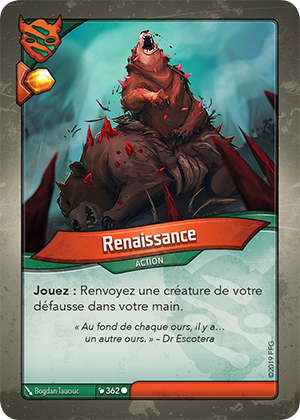 Renaissance
ACTION
Jouez : Renvoyez une créature de votre
défausse dans votre main.
« Au fond de chaque ours, il y a…
un autre ours. » - Dr Escotera
Bogdan Tauciuc
362
©2019 FFG